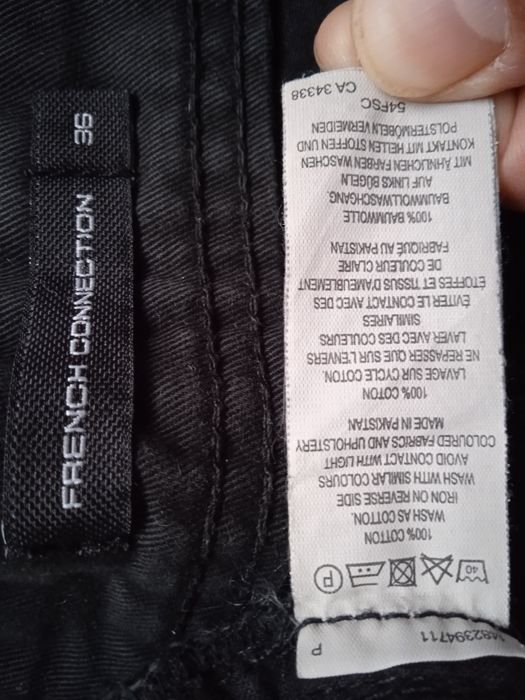 FRENCH CONNECTION
36
P
100% COTTON
WASH AS COTTON.
IRON ON REVERSE SIDE
WASH WITH SIMILAR COLOURS
AVOID CONTACT WITH LIGHT
COLOURED FABRICS AND UPHOLSTERY
MADE IN PAKISTAN
100% COTON
LAVAGE SUR CYCLE COTON.
NE REPASSER QUE SUR L'ENVERS
LAVER AVEC DES COULEURS
SIMILAIRES
EVITER LE CONTACT AVEC DES
ETOFFES ET TISSUS D'AMEUBLEMENT
DE COULEUR CLAIRE
FABRIQUÉ AU PAKISTAN
100% BAUMWOLLE
BAUMWOLLWASCHGANG
AUF LINKS BÜGELN
MIT ÄHNLICHEN FARBEN WASCHEN
KONTAKT MIT HELLEN STOFFEN UND
POLSTERMÖBELN VERMEIDEN
54FSC
CA 34338
P
40